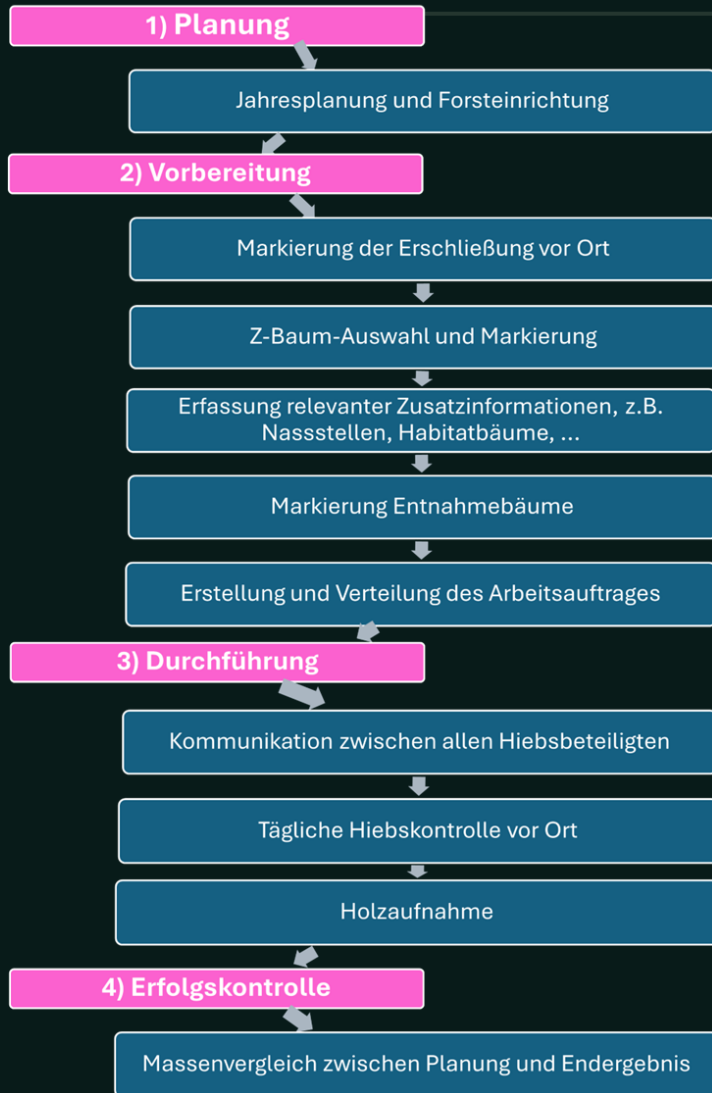 1) Planung
Jahresplanung und Forsteinrichtung
2) Vorbereitung
Markierung der Erschließung vor Ort
Z-Baum-Auswahl und Markierung
Erfassung relevanter Zusatzinformationen, z.B.
Nassstellen, Habitatbäume, ...
Markierung Entnahmebäume
Erstellung und Verteilung des Arbeitsauftrages
3) Durchführung
Kommunikation zwischen allen Hiebsbeteiligten
Tägliche Hiebskontrolle vor Ort
Holzaufnahme
4) Erfolgskontrolle
Massenvergleich zwischen Planung und Endergebnis